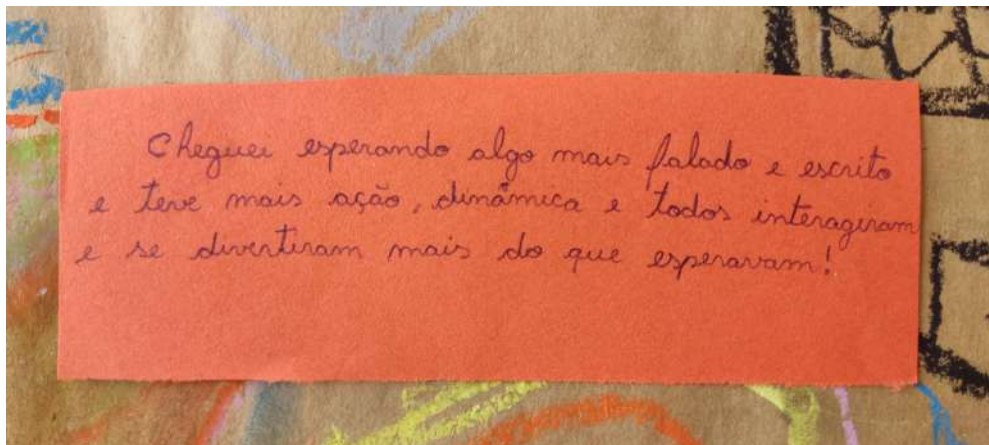 Cheguei esperando algo mais falado e escrito
e teve mais ação, dinâmica e todos interagiram
e se divertiram mais do que esperavam!